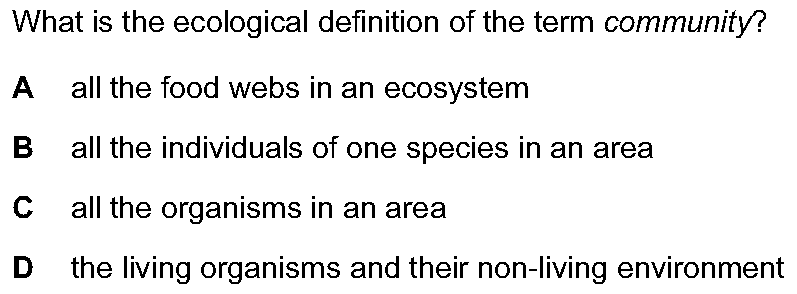 What is the ecological definition of the term community?
A all the food webs in an ecosystem
B all the individuals of one species in an area
C all the organisms in an area
D the living organisms and their non-living environment